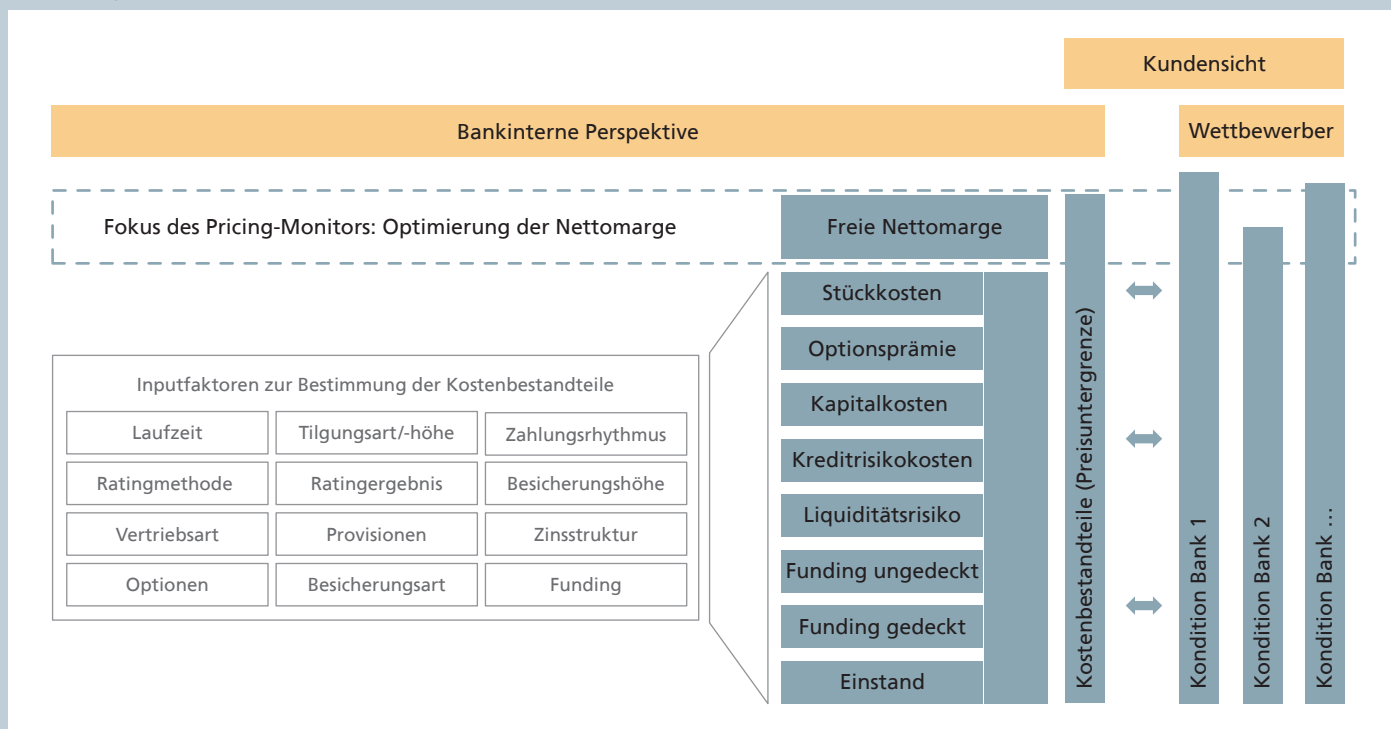 Kundensicht
Bankinterne Perspektive
Wettbewerber
Fokus des Pricing-Monitors: Optimierung der Nettomarge
Freie Nettomarge
Stückkosten
Optionsprämie
Kapitalkosten
Kreditrisikokosten
Liquiditätsrisiko
Funding ungedeckt
Funding gedeckt
Einstand
Inputfaktoren zur Bestimmung der Kostenbestandteile
Laufzeit
Tilgungsart/-höhe
Zahlungsrhythmus
Ratingmethode
Ratingergebnis
Besicherungshöhe
Vertriebsart
Provisionen
Zinsstruktur
Optionen
Besicherungsart
Funding
Kostenbestandteile (Preisuntergrenze)
Kondition Bank 1
Kondition Bank 2
Kondition Bank ...